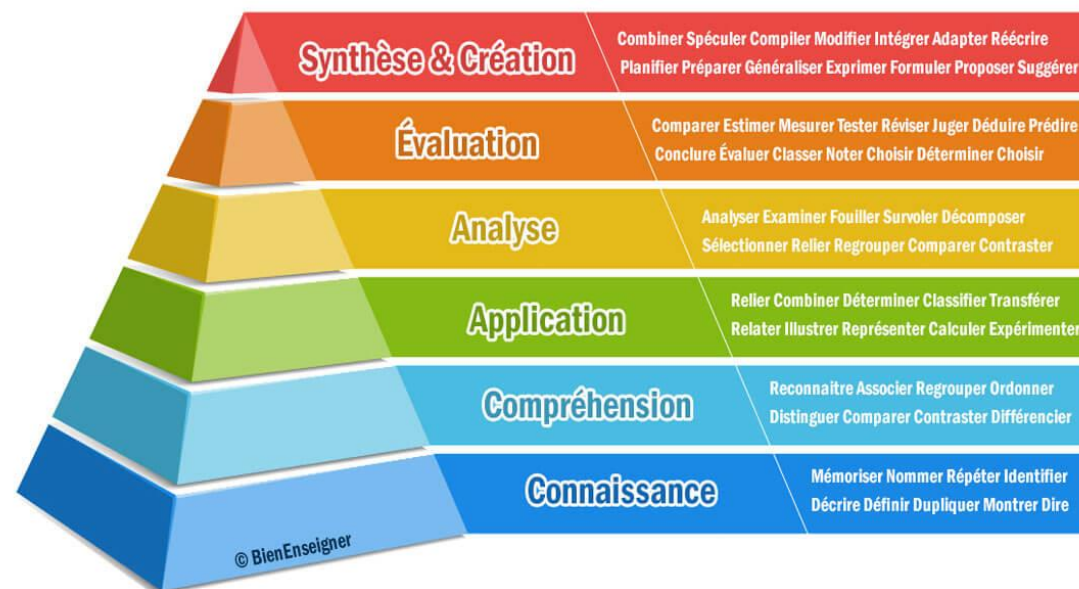 Synthèse & Création
Combiner Spéculer Compiler Modifier Intégrer Adapter Réécrire
Planifier Préparer Généraliser Exprimer Formuler Proposer Suggérer
Évaluation
Comparer Estimer Mesurer Tester Réviser Juger Déduire Prédire
Conclure Évaluer Classer Noter Choisir Déterminer Choisir
Analyse
Analyser Examiner Fouiller Survoler Décomposer
Sélectionner Relier Regrouper Comparer Contraster
Application
Relier Combiner Déterminer Classifier Transférer
Relater Illustrer Représenter Calculer Expérimenter
Compréhension
Reconnaitre Associer Regrouper Ordonner
Distinguer Comparer Contraster Différencier
Connaissance
Mémoriser Nommer Répéter Identifier
Décrire Définir Dupliquer Montrer Dire
© BienEnseigner